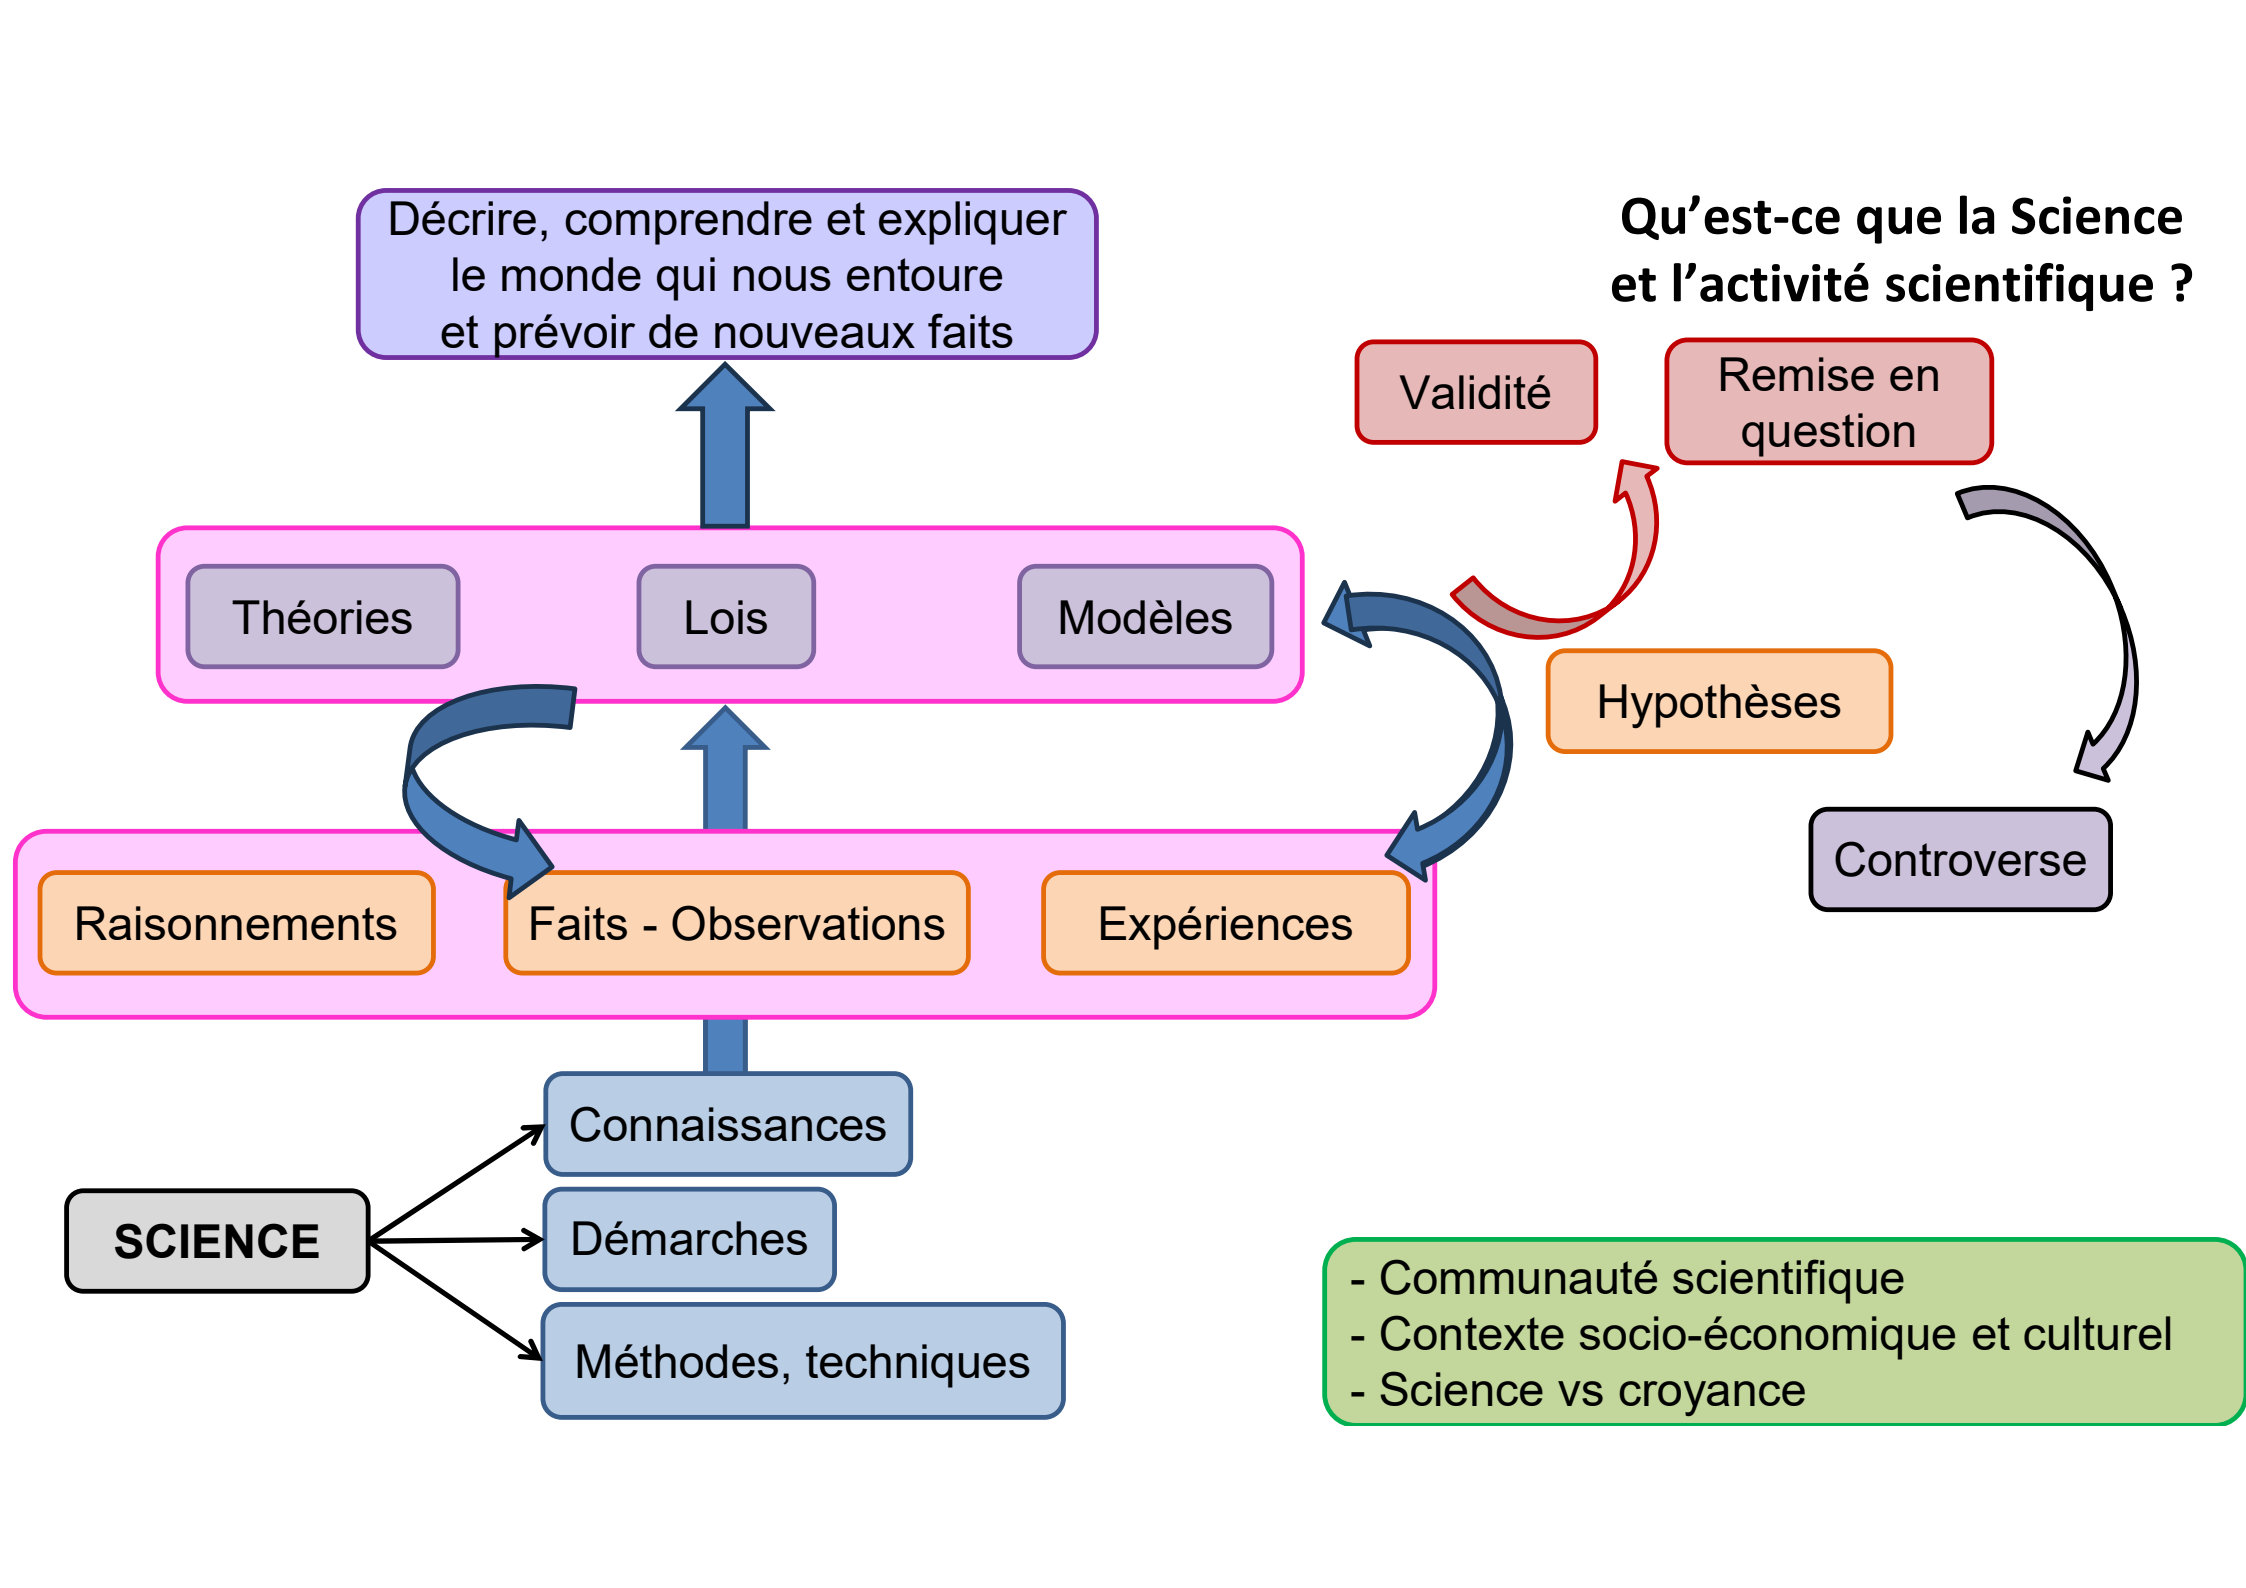 Qu’est-ce que la Science
et l’activité scientifique ?
Décrire, comprendre et expliquer
le monde qui nous entoure
et prévoir de nouveaux faits
Validité
Remise en
question
Théories
Lois
Modèles
Hypothèses
Controverse
Raisonnements
Faits - Observations
Expériences
Connaissances
SCIENCE
Démarches
Méthodes, techniques
- Communauté scientifique
- Contexte socio-économique et culturel
- Science vs croyance